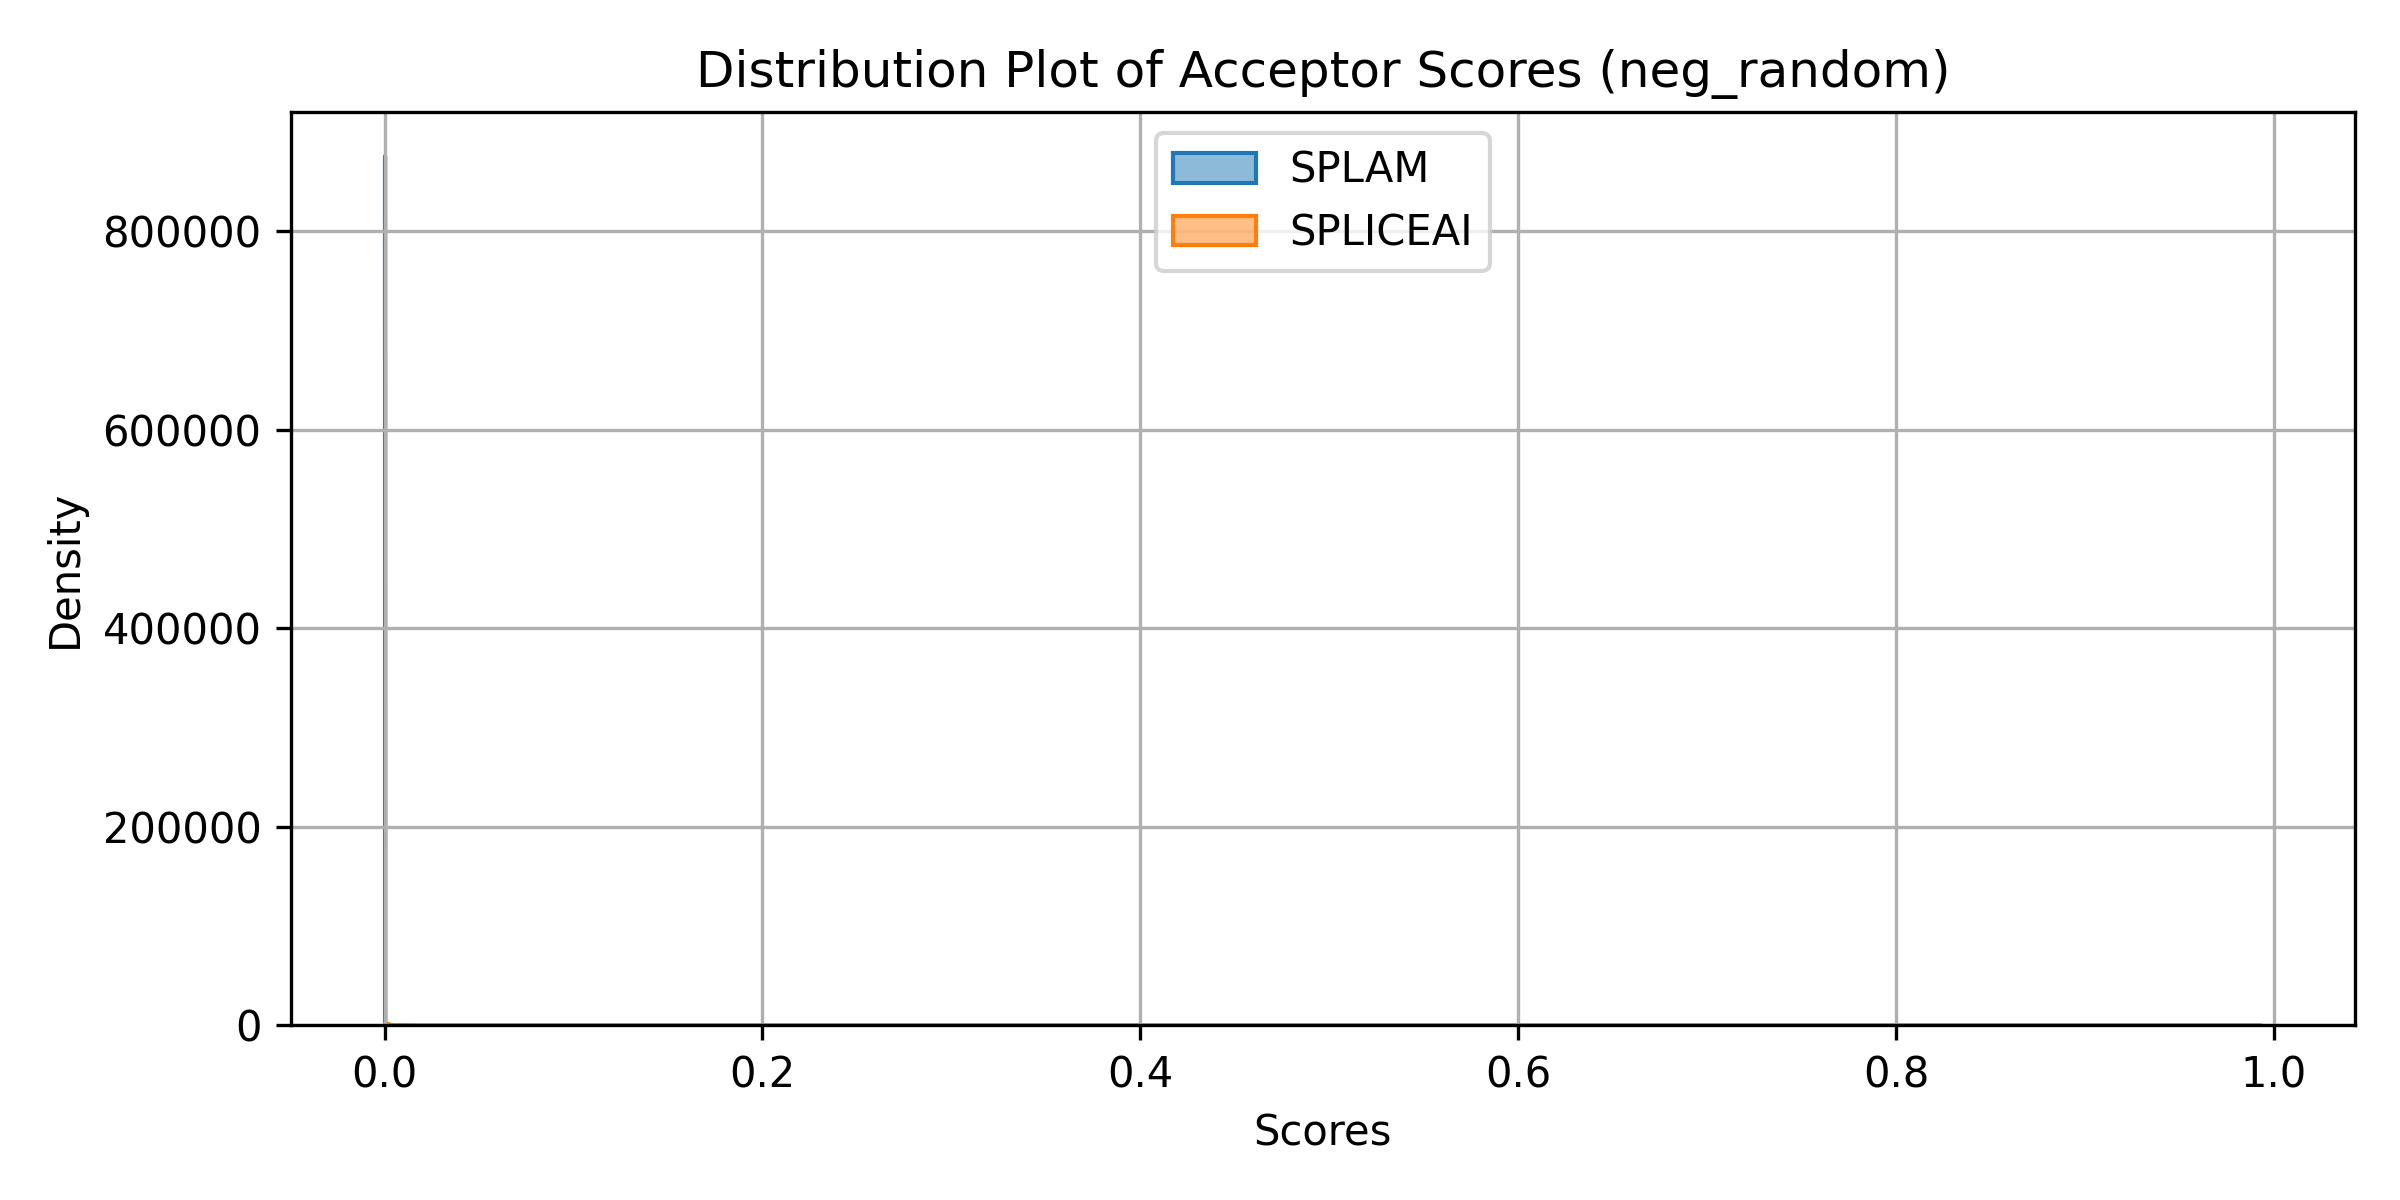 Distribution Plot of Acceptor Scores (neg_random)
SPLAM
SPLICEAI
Density
800000
600000
400000
200000
0
0.0 0.2 0.4 0.6 0.8 1.0
Scores